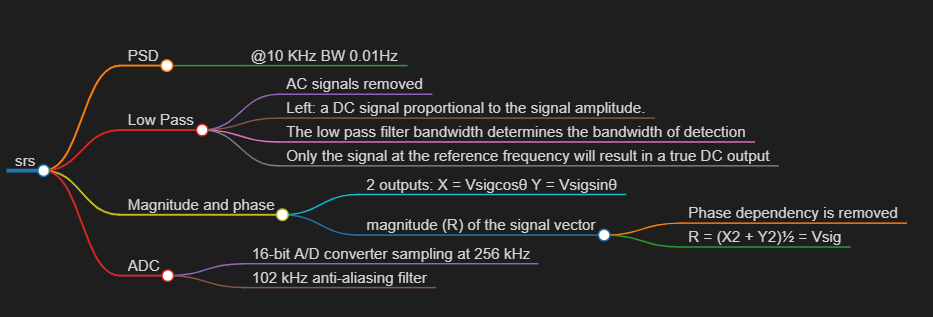 srs
PSD
@10 KHz BW 0.01Hz
Low Pass
AC signals removed
Left: a DC signal proportional to the signal amplitude.
The low pass filter bandwidth determines the bandwidth of detection
Only the signal at the reference frequency will result in a true DC output
Magnitude and phase
2 outputs: X = Vsigcosθ Y = Vsigsinθ
magnitude (R) of the signal vector
Phase dependency is removed
R = (X2 + Y2)½ = Vsig
ADC
16-bit A/D converter sampling at 256 kHz
102 kHz anti-aliasing filter